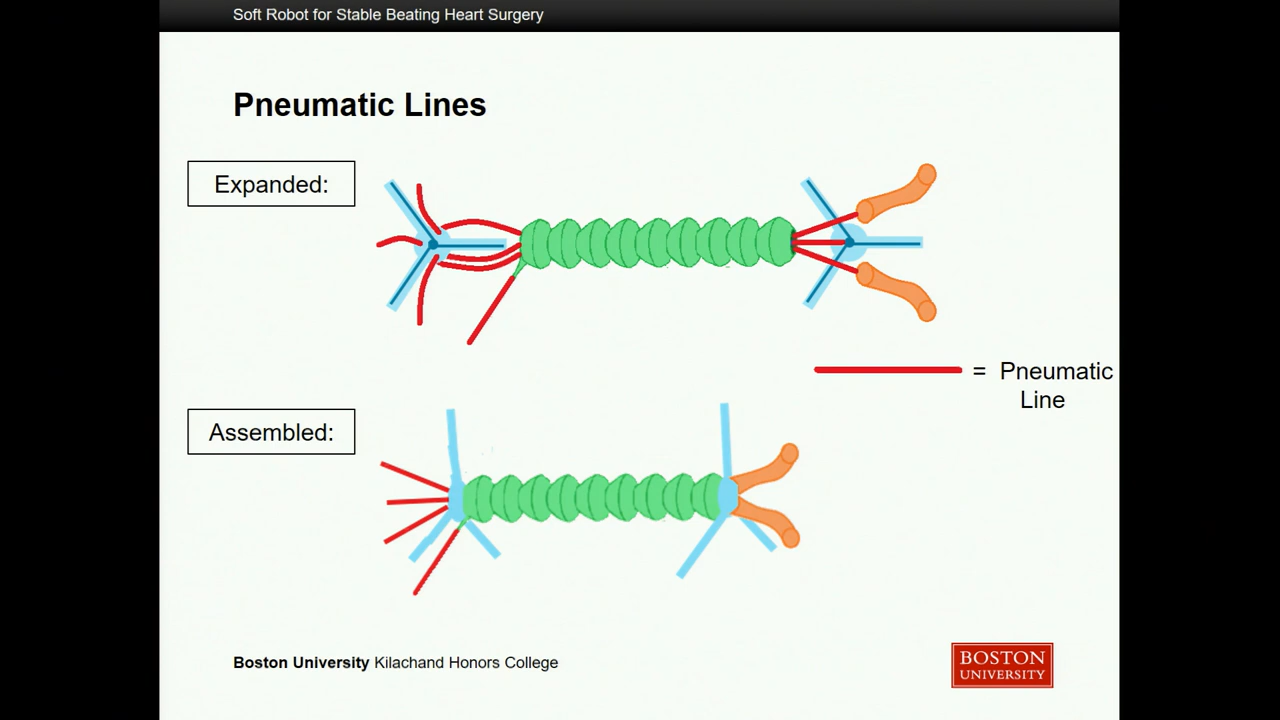 Soft Robot for Stable Beating Heart Surgery
Pneumatic Lines
Expanded:
= Pneumatic
Line
Assembled:
Boston University Kilachand Honors College
BOSTON
UNIVERSITY